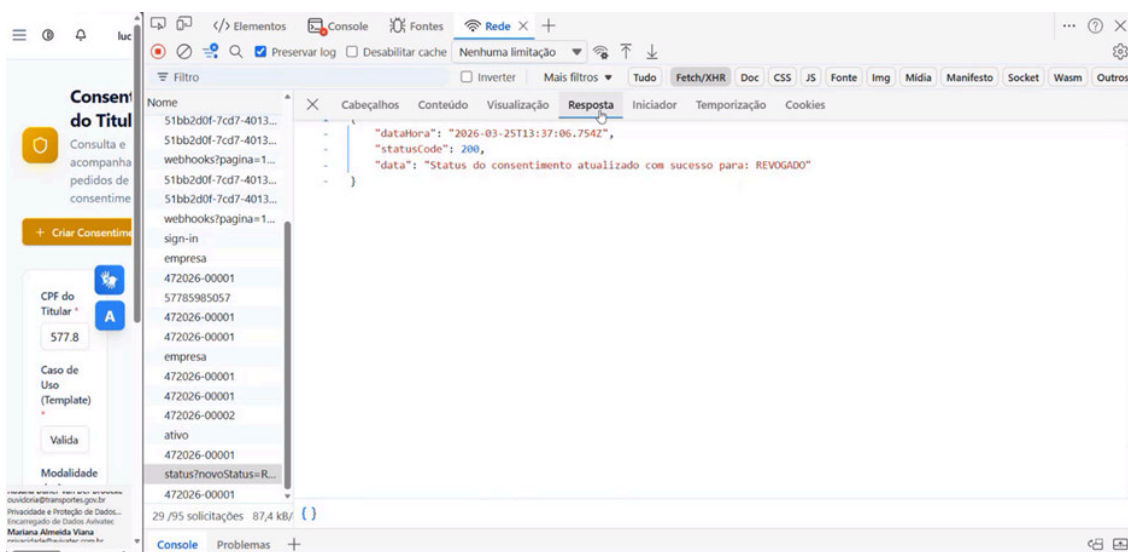 </> Elementos
Console
Fontes
Rede
luc
Preservar log
Desabilitar cache
Nenhuma limitação
Filtro
Inverter
Mais filtros
Tudo
Fetch/XHR
Doc
CSS
JS
Fonte
Img
Mídia
Manifesto
Socket
Wasm
Outros
Consen
do Titul
Consulta e
acompanha
pedidos de
consentime
+ Criar Consentime
CPF do
Titular *
577.8
Caso de
Uso
(Template)
*
Valida
Modalidade
ouvidoria@transportes.gov.br
Privacidade e Proteção de Dados...
Encarregado de Dados Avivatec
Mariana Almeida Viana
Nome
51bb2d0f-7cd7-4013...
51bb2d0f-7cd7-4013...
webhooks?pagina=1...
51bb2d0f-7cd7-4013...
51bb2d0f-7cd7-4013...
webhooks?pagina=1...
sign-in
empresa
472026-00001
57785985057
472026-00001
472026-00001
empresa
472026-00001
472026-00001
472026-00002
ativo
472026-00001
status?novoStatus=R...
472026-00001
29 /95 solicitações 87,4 kB/
Cabeçalhos
Conteúdo
Visualização
Resposta
Iniciador
Temporização
Cookies
{
"dataHora": "2026-03-25T13:37:06.754Z",
"statusCode": 200,
"data": "Status do consentimento atualizado com sucesso para: REVOGADO"
}
{ }
Console
Problemas